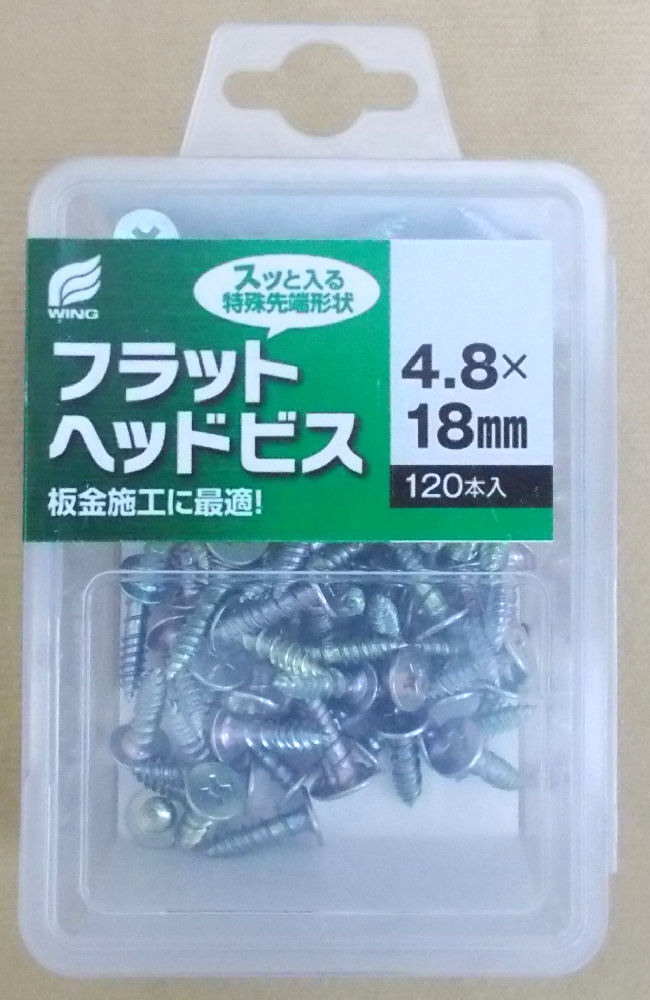 WING
スッと入る
特殊先端形状
フラット
ヘッドビス
板金施工に最適!
4.8×
18mm
120本入